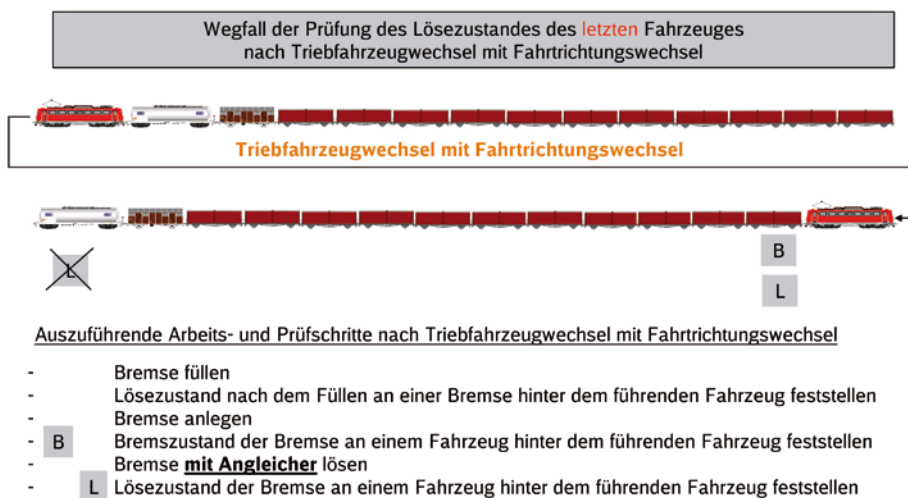 Wegfall der Prüfung des Lösezustandes des letzten Fahrzeuges
nach Triebfahrzeugwechsel mit Fahrtrichtungswechsel
Triebfahrzeugwechsel mit Fahrtrichtungswechsel
L
B
L
Auszuführende Arbeits- und Prüfschritte nach Triebfahrzeugwechsel mit Fahrtrichtungswechsel
- Bremse füllen
- Lösezustand nach dem Füllen an einer Bremse hinter dem führenden Fahrzeug feststellen
- Bremse anlegen
- B Bremszustand der Bremse an einem Fahrzeug hinter dem führenden Fahrzeug feststellen
- Bremse mit Angleicher lösen
- L Lösezustand der Bremse an einem Fahrzeug hinter dem führenden Fahrzeug feststellen